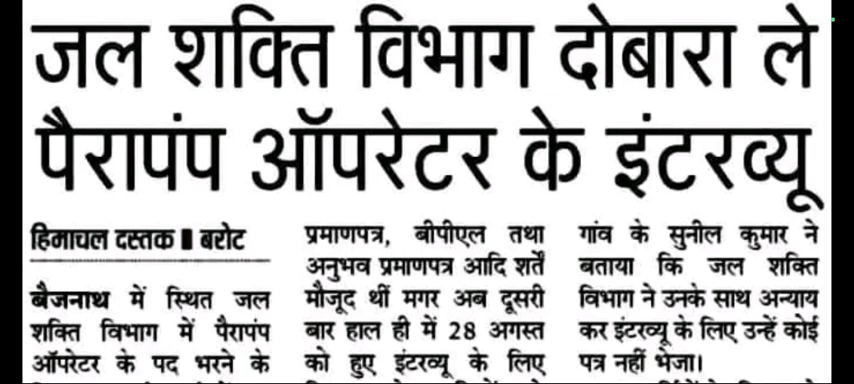 जल शक्ति विभाग दोबारा ले
पैरापंप ऑपरेटर के इंटरव्यू
हिमाचल दस्तक ▮ बरोट
बैजनाथ में स्थित जल
शक्ति विभाग में पैरापंप
ऑपरेटर के पद भरने के
प्रमाणपत्र, बीपीएल तथा
अनुभव प्रमाणपत्र आदि शर्तें
मौजूद थीं मगर अब दूसरी
बार हाल ही में 28 अगस्त
को हुए इंटरव्यू के लिए
गांव के सुनील कुमार ने
बताया कि जल शक्ति
विभाग ने उनके साथ अन्याय
कर इंटरव्यू के लिए उन्हें कोई
पत्र नहीं भेजा।